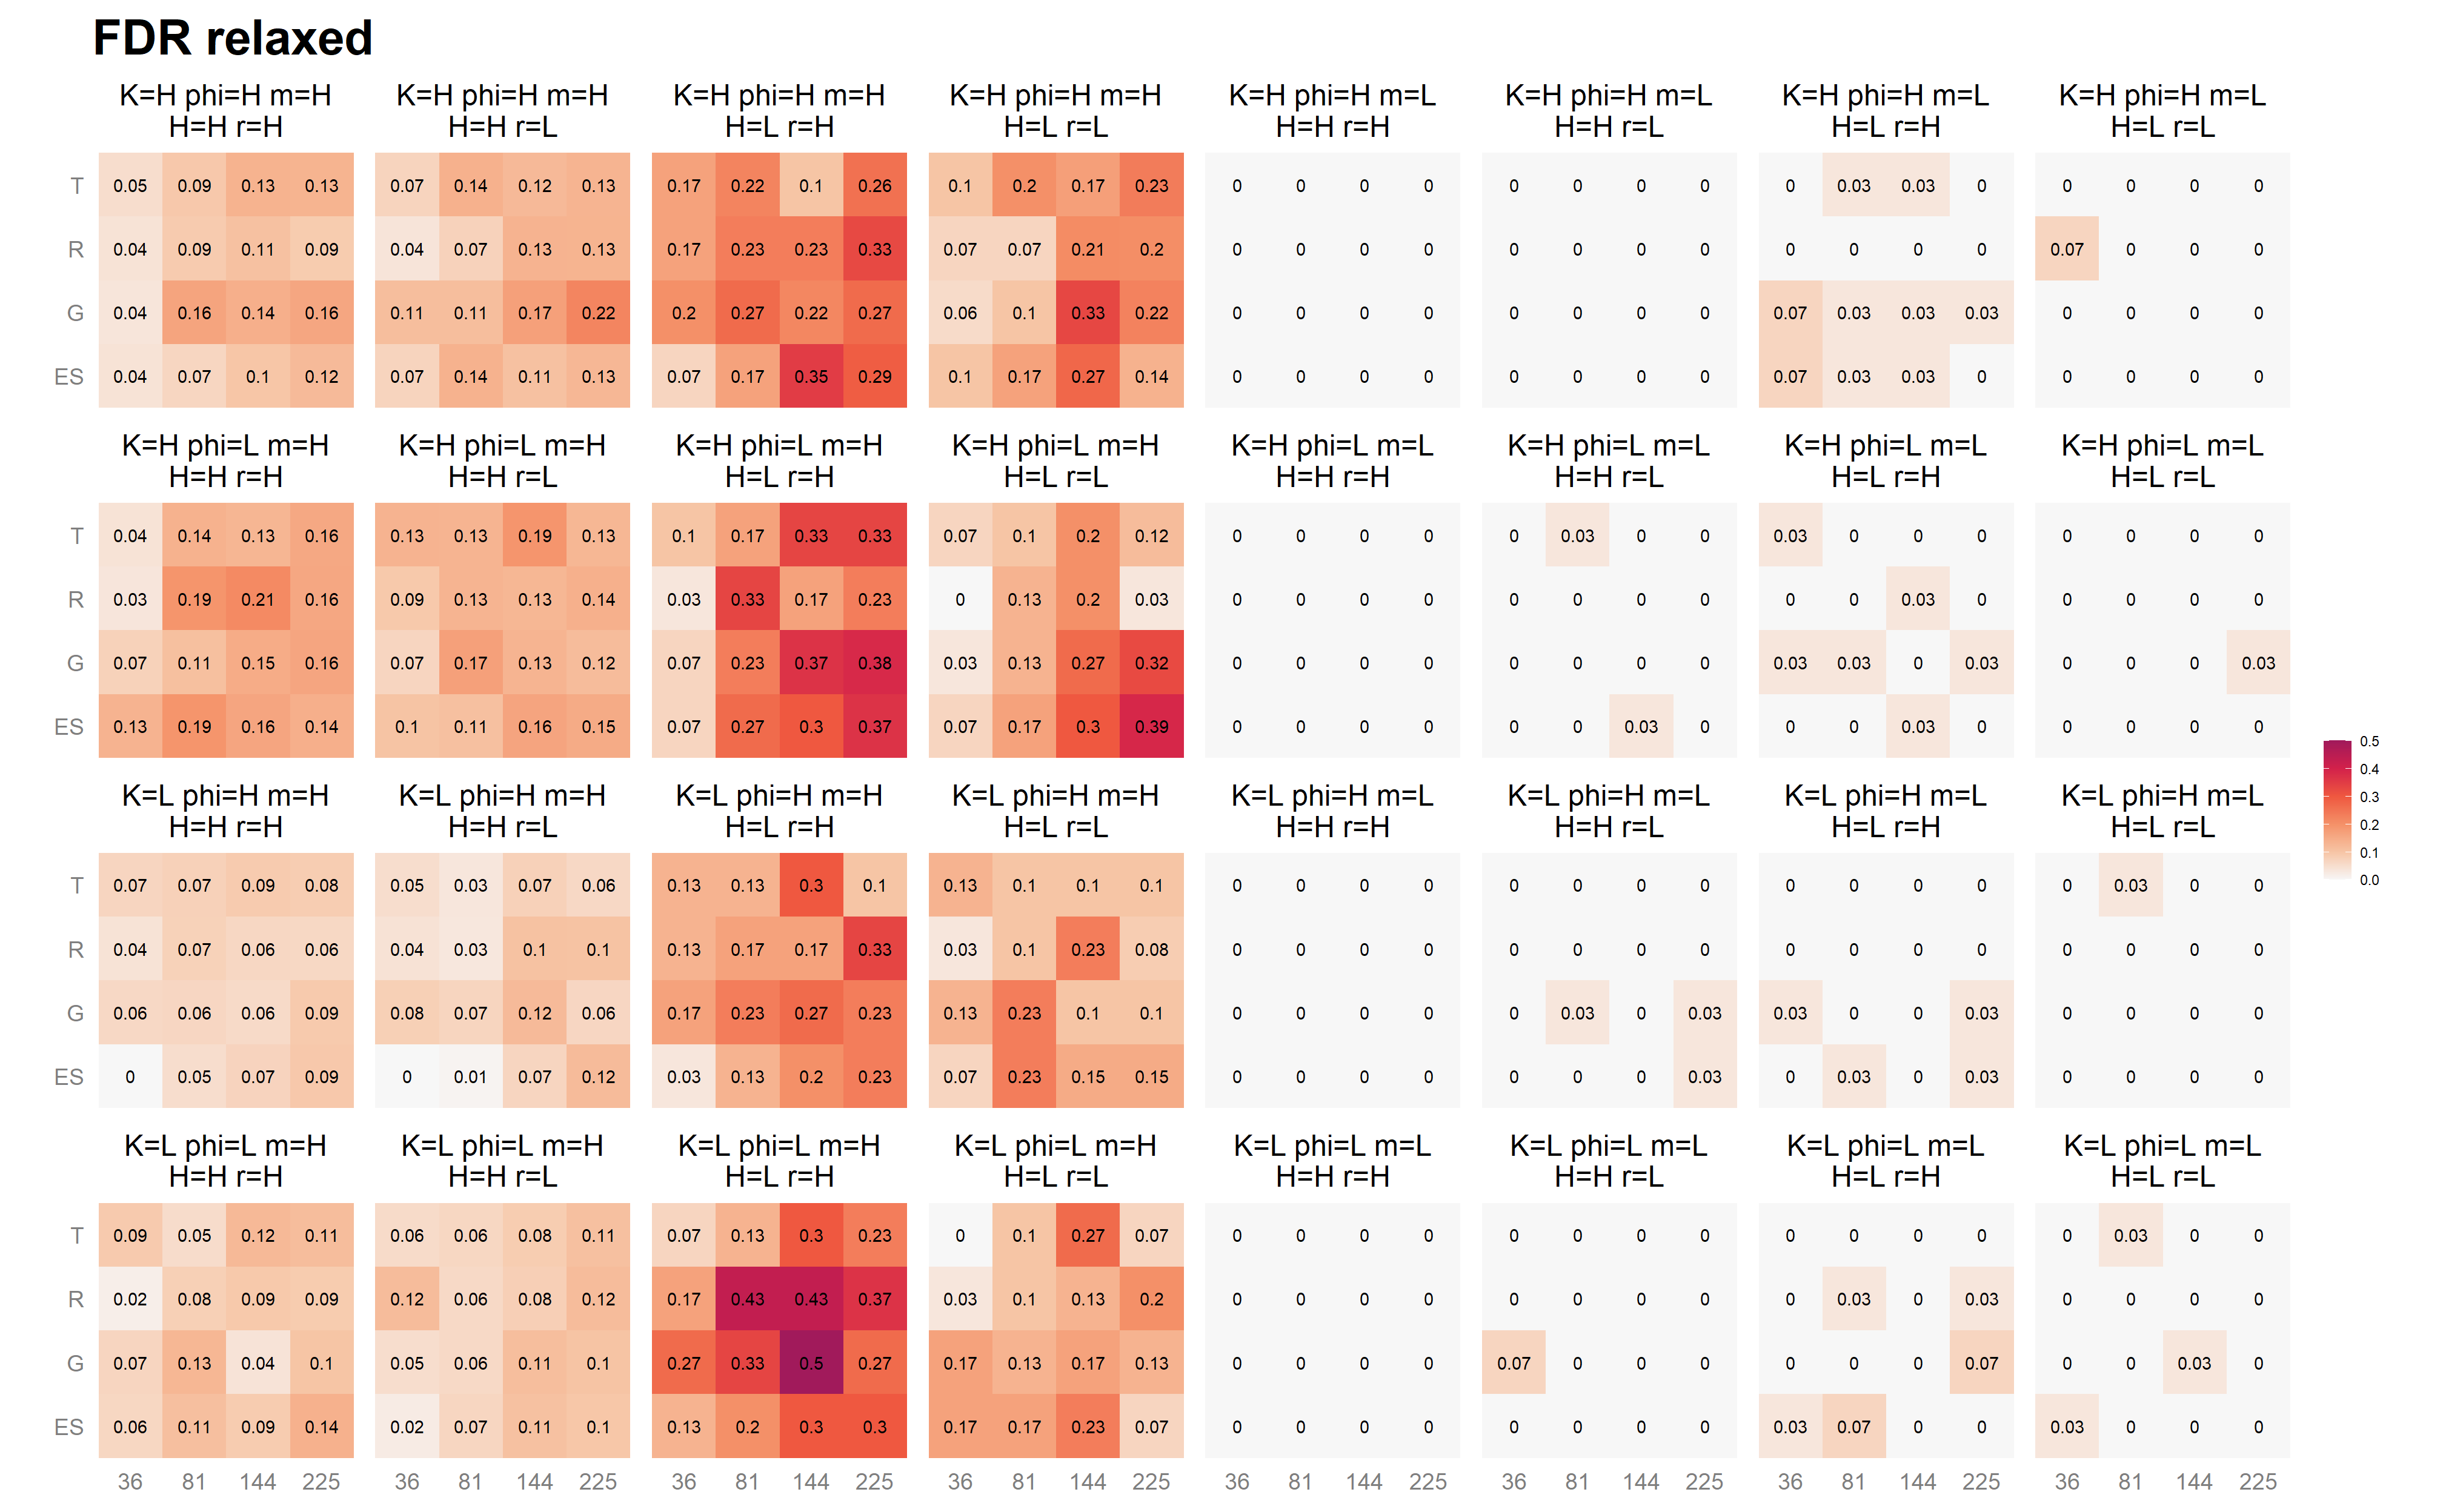 FDR relaxed
K=H phi=H m=H K=H phi=H m=H K=H phi=H m=H K=H phi=H m=H K=H phi=H m=L K=H phi=H m=L K=H phi=H m=L K=H phi=H m=L
H=H r=H H=H r=L H=L r=H H=L r=L H=H r=H H=H r=L H=L r=H H=L r=L
T 0.05 0.09 0.13 0.13 0.07 0.14 0.12 0.13 0.17 0.22 0.1 0.26 0.1 0.2 0.17 0.23 0 0 0 0 0 0 0 0 0 0.03 0.03 0 0 0 0 0
R 0.04 0.09 0.11 0.09 0.04 0.07 0.13 0.13 0.17 0.23 0.23 0.33 0.07 0.07 0.21 0.2 0 0 0 0 0 0 0 0 0 0 0 0 0.07 0 0 0
G 0.04 0.16 0.14 0.16 0.11 0.11 0.17 0.22 0.2 0.27 0.22 0.27 0.06 0.1 0.33 0.22 0 0 0 0 0 0 0 0 0.07 0.03 0.03 0.03 0 0 0 0
ES 0.04 0.07 0.1 0.12 0.07 0.14 0.11 0.13 0.07 0.17 0.35 0.29 0.1 0.17 0.27 0.14 0 0 0 0 0 0 0 0 0.07 0.03 0.03 0 0 0 0 0
K=H phi=L m=H K=H phi=L m=H K=H phi=L m=H K=H phi=L m=H K=H phi=L m=L K=H phi=L m=L K=H phi=L m=L K=H phi=L m=L
H=H r=H H=H r=L H=L r=H H=L r=L H=H r=H H=H r=L H=L r=H H=L r=L
T 0.04 0.14 0.13 0.16 0.13 0.13 0.19 0.13 0.1 0.17 0.33 0.33 0.07 0.1 0.2 0.12 0 0 0 0 0 0.03 0 0 0.03 0 0 0 0 0 0 0
R 0.03 0.19 0.21 0.16 0.09 0.13 0.13 0.14 0.03 0.33 0.17 0.23 0 0.13 0.2 0.03 0 0 0 0 0 0 0 0 0 0 0.03 0 0 0 0 0
G 0.07 0.11 0.15 0.16 0.07 0.17 0.13 0.12 0.07 0.23 0.37 0.38 0.03 0.13 0.27 0.32 0 0 0 0 0 0 0 0 0.03 0.03 0 0.03 0 0 0 0.03
ES 0.13 0.19 0.16 0.14 0.1 0.11 0.16 0.15 0.07 0.27 0.3 0.37 0.07 0.17 0.3 0.39 0 0 0 0 0 0 0.03 0 0 0 0.03 0 0 0 0 0
0.5
0.4
0.3
0.2
0.1
0.0
K=L phi=H m=H K=L phi=H m=H K=L phi=H m=H K=L phi=H m=H K=L phi=H m=L K=L phi=H m=L K=L phi=H m=L K=L phi=H m=L
H=H r=H H=H r=L H=L r=H H=L r=L H=H r=H H=H r=L H=L r=H H=L r=L
T 0.07 0.07 0.09 0.08 0.05 0.03 0.07 0.06 0.13 0.13 0.3 0.1 0.13 0.1 0.1 0.1 0 0 0 0 0 0 0 0 0 0 0 0 0 0.03 0 0
R 0.04 0.07 0.06 0.06 0.04 0.03 0.1 0.1 0.13 0.17 0.17 0.33 0.03 0.1 0.23 0.08 0 0 0 0 0 0 0 0 0 0 0 0 0 0 0 0
G 0.06 0.06 0.06 0.09 0.08 0.07 0.12 0.06 0.17 0.23 0.27 0.23 0.13 0.23 0.1 0.1 0 0 0 0 0 0.03 0 0.03 0.03 0 0 0.03 0 0 0 0
ES 0 0.05 0.07 0.09 0 0.01 0.07 0.12 0.03 0.13 0.2 0.23 0.07 0.23 0.15 0.15 0 0 0 0 0 0 0 0.03 0 0.03 0 0.03 0 0 0 0
K=L phi=L m=H K=L phi=L m=H K=L phi=L m=H K=L phi=L m=H K=L phi=L m=L K=L phi=L m=L K=L phi=L m=L K=L phi=L m=L
H=H r=H H=H r=L H=L r=H H=L r=L H=H r=H H=H r=L H=L r=H H=L r=L
T 0.09 0.05 0.12 0.11 0.06 0.06 0.08 0.11 0.07 0.13 0.3 0.23 0 0.1 0.27 0.07 0 0 0 0 0 0 0 0 0 0 0 0 0 0.03 0 0
R 0.02 0.08 0.09 0.09 0.12 0.06 0.08 0.12 0.17 0.43 0.43 0.37 0.03 0.1 0.13 0.2 0 0 0 0 0 0 0 0 0 0.03 0 0.03 0 0 0 0
G 0.07 0.13 0.04 0.1 0.05 0.06 0.11 0.1 0.27 0.33 0.5 0.27 0.17 0.13 0.17 0.13 0 0 0 0 0.07 0 0 0 0 0 0 0.07 0 0 0.03 0
ES 0.06 0.11 0.09 0.14 0.02 0.07 0.11 0.1 0.13 0.2 0.3 0.3 0.17 0.17 0.23 0.07 0 0 0 0 0 0 0 0 0.03 0.07 0 0 0.03 0 0 0
36 81 144 225 36 81 144 225 36 81 144 225 36 81 144 225 36 81 144 225 36 81 144 225 36 81 144 225 36 81 144 225